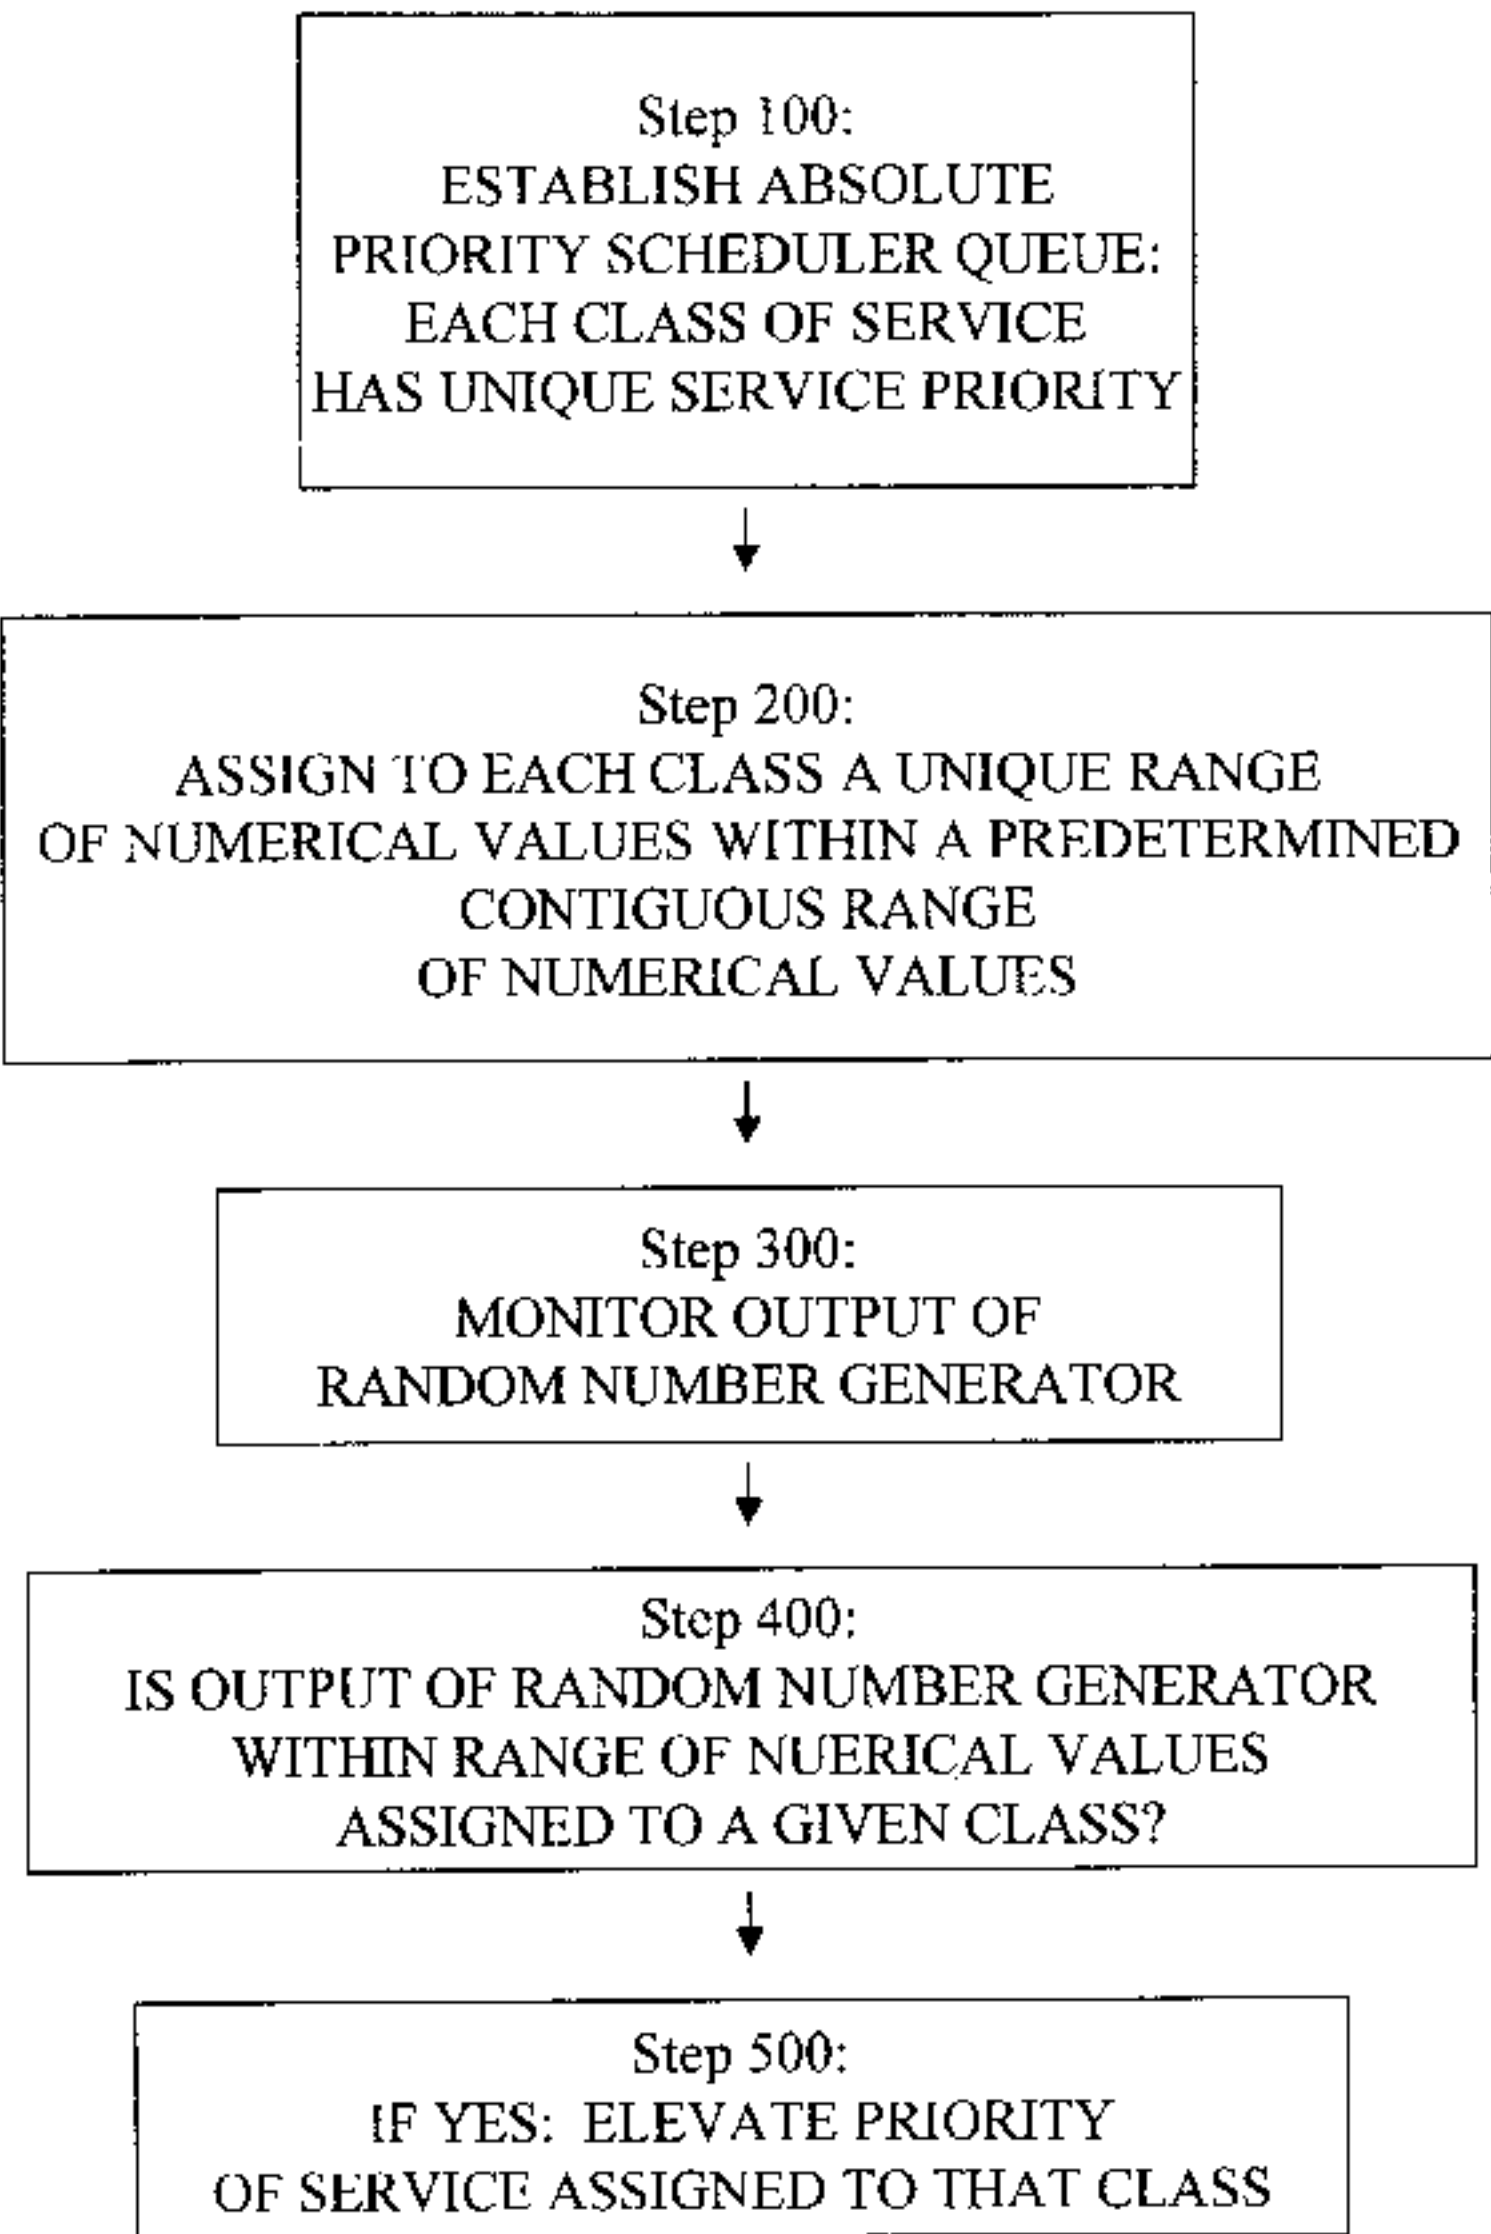 Step 100:
ESTABLISH ABSOLUTE
PRIORITY SCHEDULER QUEUE:
EACH CLASS OF SERVICE
HAS UNIQUE SERVICE PRIORITY
Step 200:
ASSIGN TO EACH CLASS A UNIQUE RANGE
OF NUMERICAL VALUES WITHIN A PREDETERMINED
CONTIGUOUS RANGE
OF NUMERICAL VALUES
Step 300:
MONITOR OUTPUT OF
RANDOM NUMBER GENERATOR
Step 400:
IS OUTPUT OF RANDOM NUMBER GENERATOR
WITHIN RANGE OF NUERICAL VALUES
ASSIGNED TO A GIVEN CLASS?
Step 500:
IF YES: ELEVATE PRIORITY
OF SERVICE ASSIGNED TO THAT CLASS